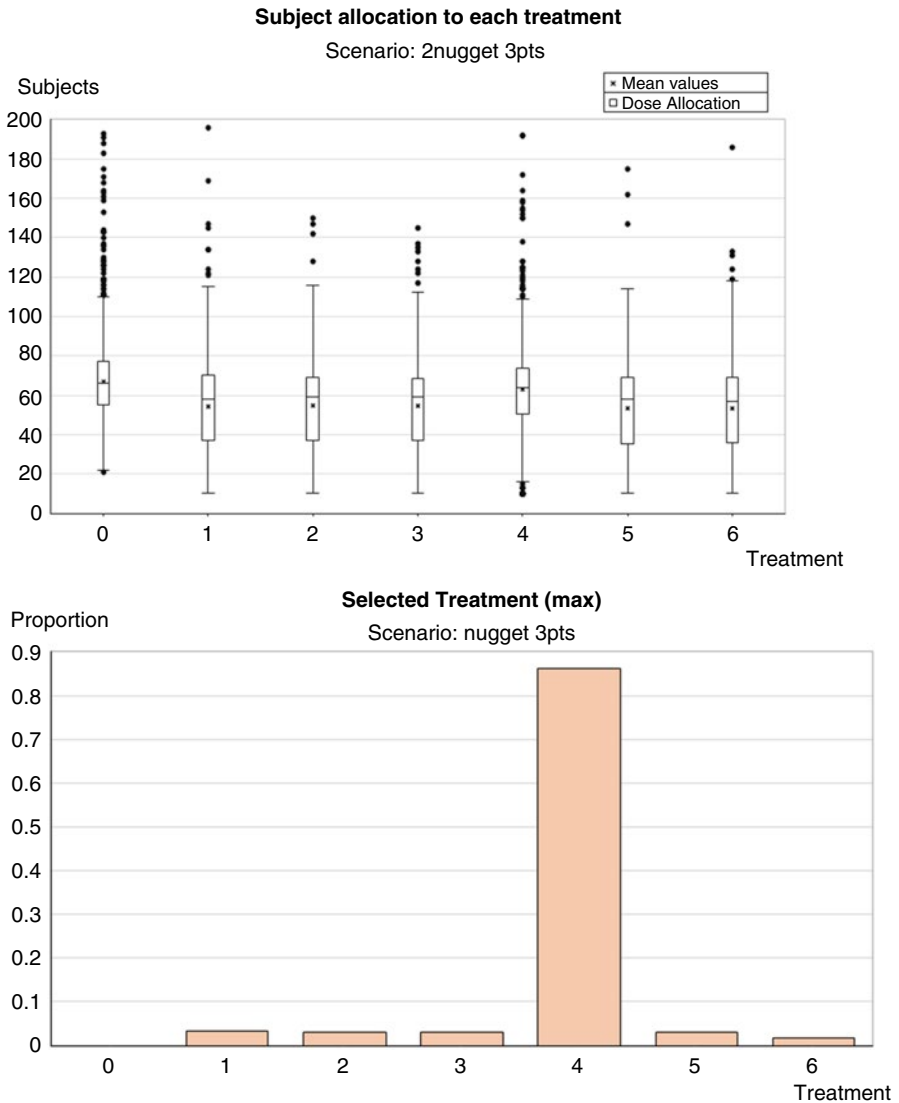 Subject allocation to each treatment
Scenario: 2nugget 3pts
Subjects
Mean values
Dose Allocation
200
180
160
140
120
100
80
60
40
20
0
0 1 2 3 4 5 6
Treatment
Selected Treatment (max)
Proportion
Scenario: nugget 3pts
0.9
0.8
0.7
0.6
0.5
0.4
0.3
0.2
0.1
0
0 1 2 3 4 5 6
Treatment